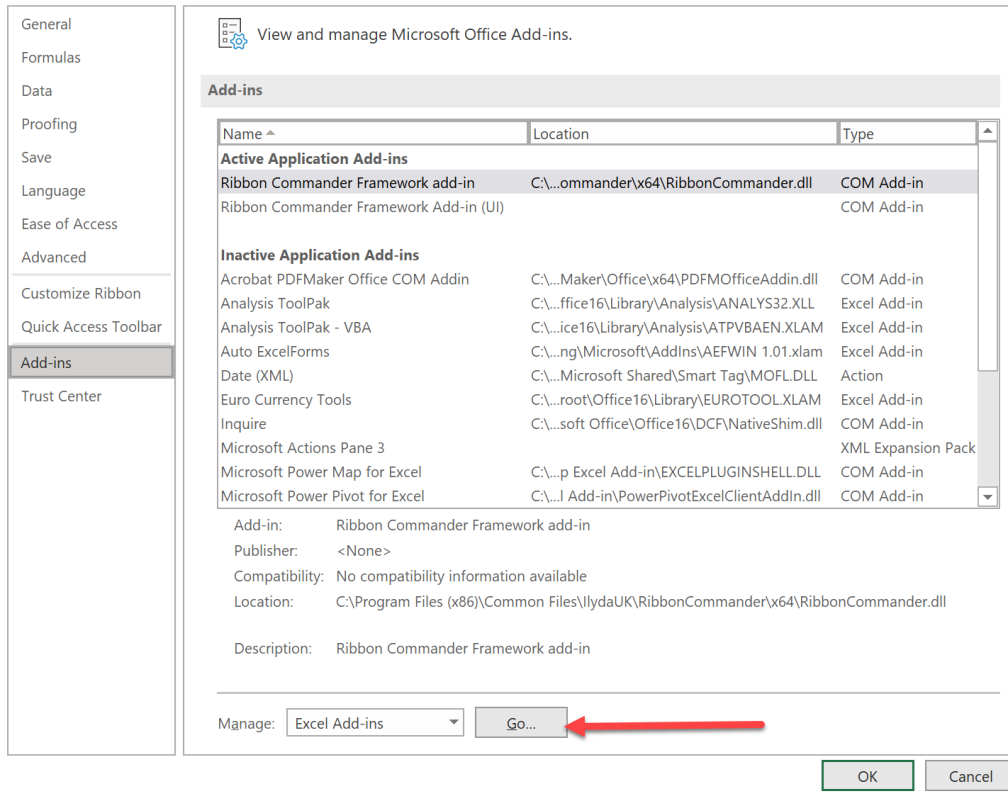 General
Formulas
Data
Proofing
Save
Language
Ease of Access
Advanced
Customize Ribbon
Quick Access Toolbar
Add-ins
Trust Center
View and manage Microsoft Office Add-ins.
Add-ins
Name Location Type
Active Application Add-ins
Ribbon Commander Framework add-in C:\...ommander\x64\RibbonCommander.dll COM Add-in
Ribbon Commander Framework Add-in (UI) COM Add-in
Inactive Application Add-ins
Acrobat PDFMaker Office COM Addin C:\...Maker\Office\x64\PDFMOfficeAddin.dll COM Add-in
Analysis ToolPak C:\...ffice16\Library\Analysis\ANALYS32.XLL Excel Add-in
Analysis ToolPak - VBA C:\...ice16\Library\Analysis\ATPVBAEN.XLAM Excel Add-in
Auto ExcelForms C:\...ng\Microsoft\AddIns\AEFWIN 1.01.xlam Excel Add-in
Date (XML) C:\...Microsoft Shared\Smart Tag\MOFL.DLL Action
Euro Currency Tools C:\...root\Office16\Library\EUROTOOL.XLAM Excel Add-in
Inquire C:\...soft Office\Office16\DCF\NativeShim.dll COM Add-in
Microsoft Actions Pane 3 XML Expansion Pack
Microsoft Power Map for Excel C:\...p Excel Add-in\EXCELPLUGINSHELL.DLL COM Add-in
Microsoft Power Pivot for Excel C:\...l Add-in\PowerPivotExcelClientAddIn.dll COM Add-in
Add-in: Ribbon Commander Framework add-in
Publisher: <None>
Compatibility: No compatibility information available
Location: C:\Program Files (x86)\Common Files\IlydaUK\RibbonCommander\x64\RibbonCommander.dll
Description: Ribbon Commander Framework add-in
Manage: Excel Add-ins Go...
OK Cancel